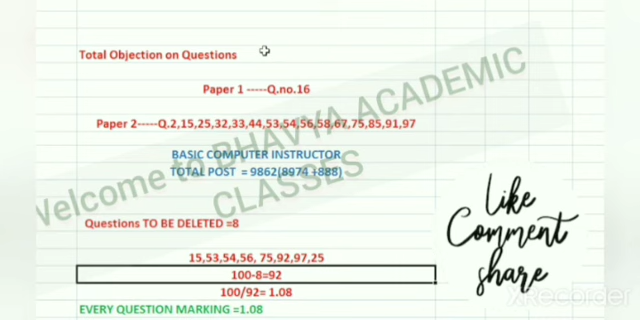 Total Objection on Questions
Paper 1 -----Q.no.16
Paper 2-----Q.2,15,25,32,33,44,53,54,56,58,67,75,85,91,97
BASIC COMPUTER INSTRUCTOR
TOTAL POST = 9862(8974 +888)
Welcome to BHAVYA ACADEMIC
CLASSES
Questions TO BE DELETED =8
15,53,54,56, 75,92,97,25
100-8=92
100/92= 1.08
EVERY QUESTION MARKING =1.08
Like
Comment
share
XRecorder